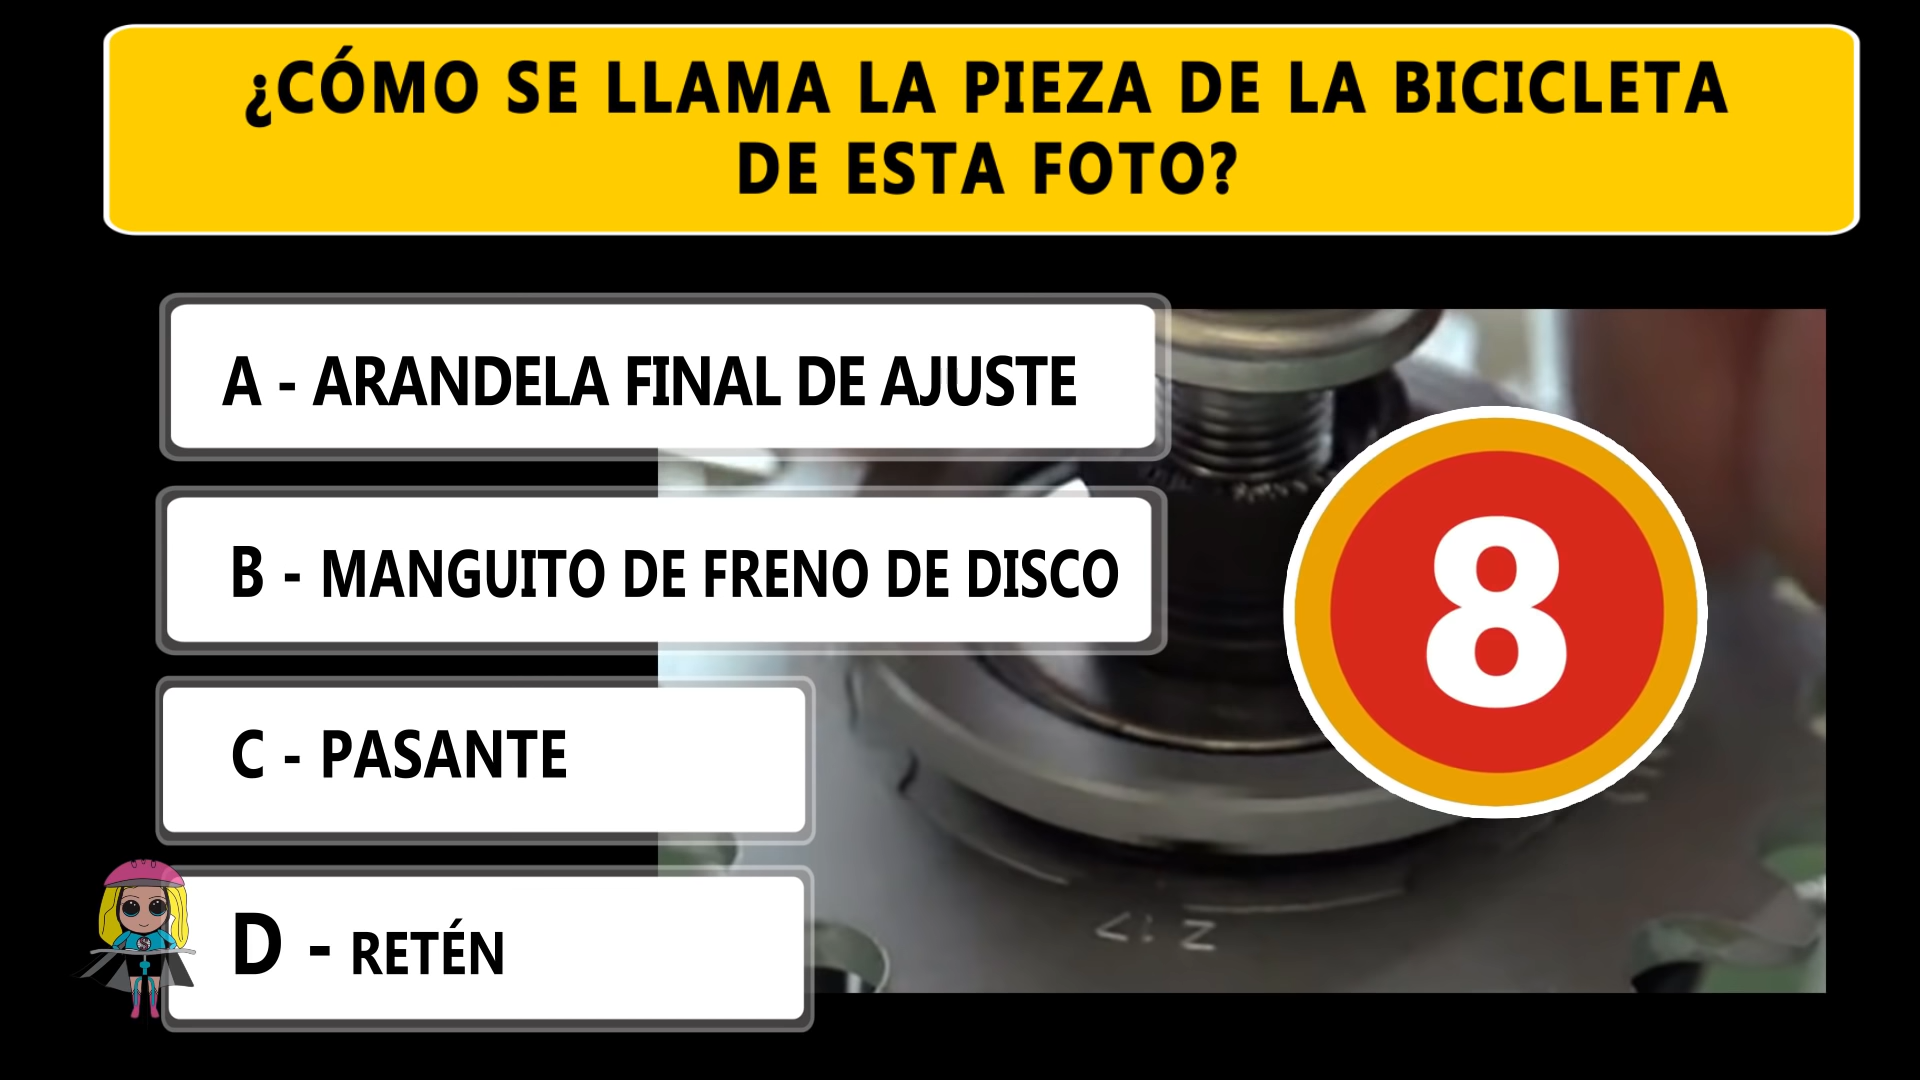 ¿CÓMO SE LLAMA LA PIEZA DE LA BICICLETA
DE ESTA FOTO?
A - ARANDELA FINAL DE AJUSTE
B - MANGUITO DE FRENO DE DISCO
8
C - PASANTE
D - RETÉN